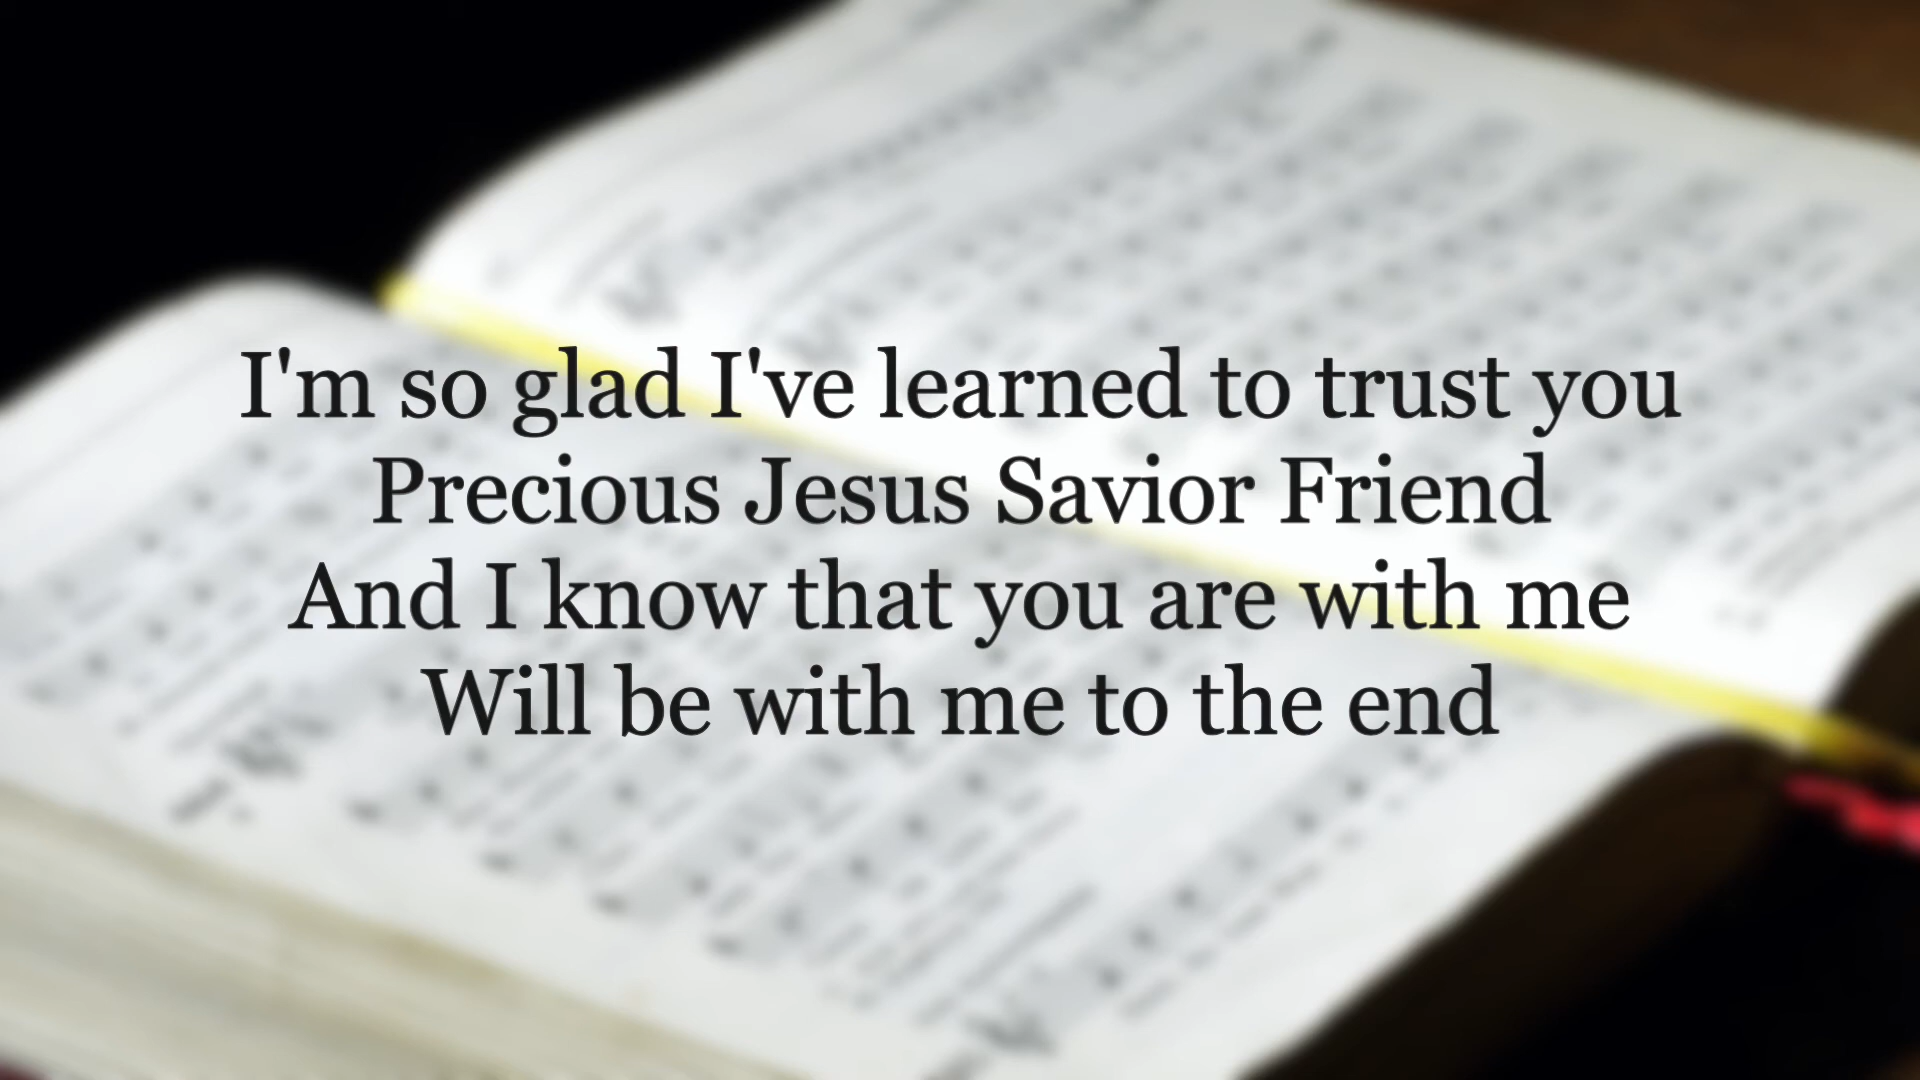 I'm so glad I've learned to trust you
Precious Jesus Savior Friend
And I know that you are with me
Will be with me to the end